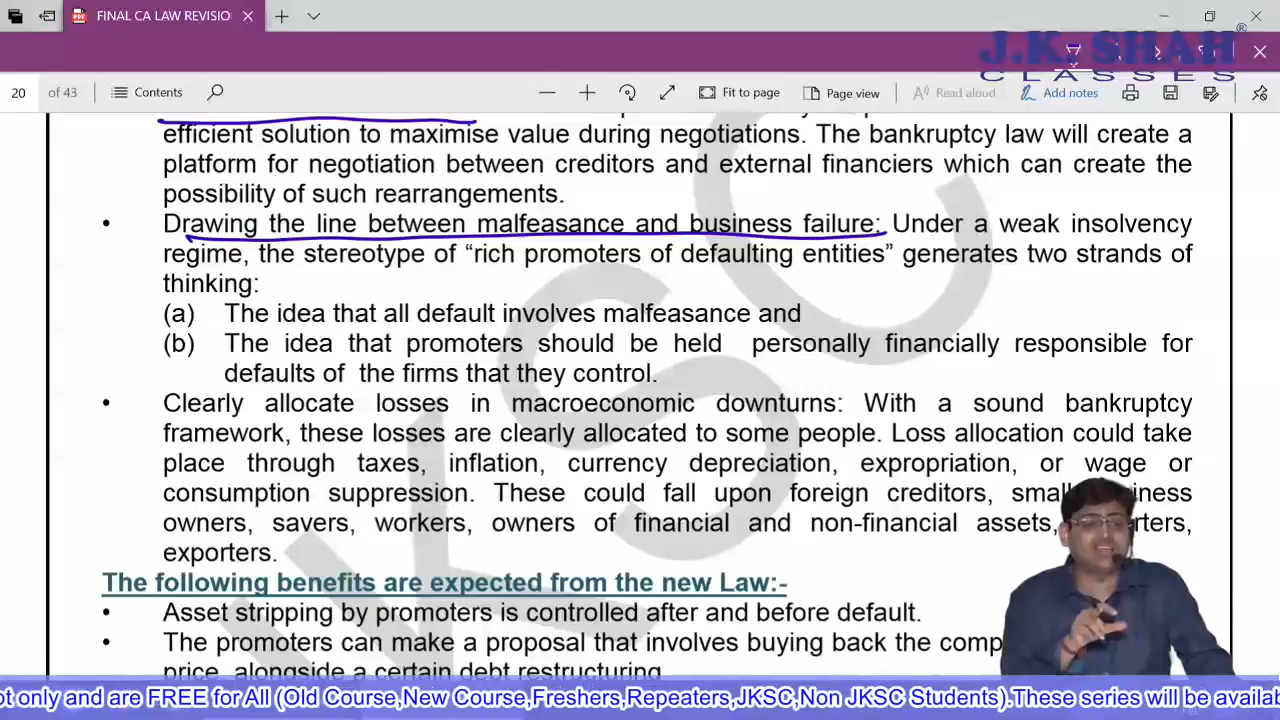 FINAL CA LAW REVISIO
J.K. SHAH®
CLASSES
20 of 43 Contents Fit to page Page view Read aloud Add notes
efficient solution to maximise value during negotiations. The bankruptcy law will create a
platform for negotiation between creditors and external financiers which can create the
possibility of such rearrangements.
• Drawing the line between malfeasance and business failure: Under a weak insolvency
regime, the stereotype of “rich promoters of defaulting entities” generates two strands of
thinking:
(a) The idea that all default involves malfeasance and
(b) The idea that promoters should be held personally financially responsible for
defaults of the firms that they control.
• Clearly allocate losses in macroeconomic downturns: With a sound bankruptcy
framework, these losses are clearly allocated to some people. Loss allocation could take
place through taxes, inflation, currency depreciation, expropriation, or wage or
consumption suppression. These could fall upon foreign creditors, small
owners, savers, workers, owners of financial and non-financial assets,
exporters.
The following benefits are expected from the new Law:-
• Asset stripping by promoters is controlled after and before default.
• The promoters can make a proposal that involves buying back the
price, alongside a certain debt restructuring
only and are FREE for All (Old Course,New Course,Freshers,Repeaters,JKSC,Non JKSC Students).These series will be
JKSC